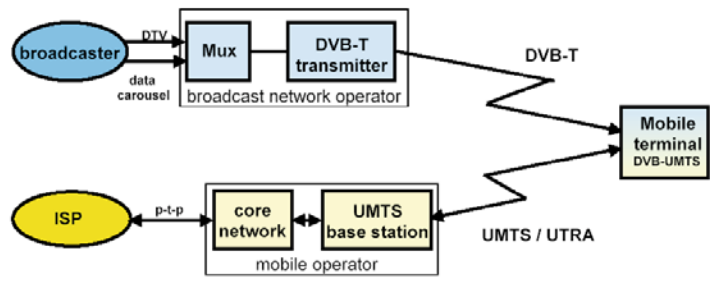 broadcaster
DTV
data
carousel
Mux
DVB-T
transmitter
broadcast network operator
DVB-T
Mobile
terminal
DVB-UMTS
ISP
p-t-p
core
network
UMTS
base station
mobile operator
UMTS / UTRA